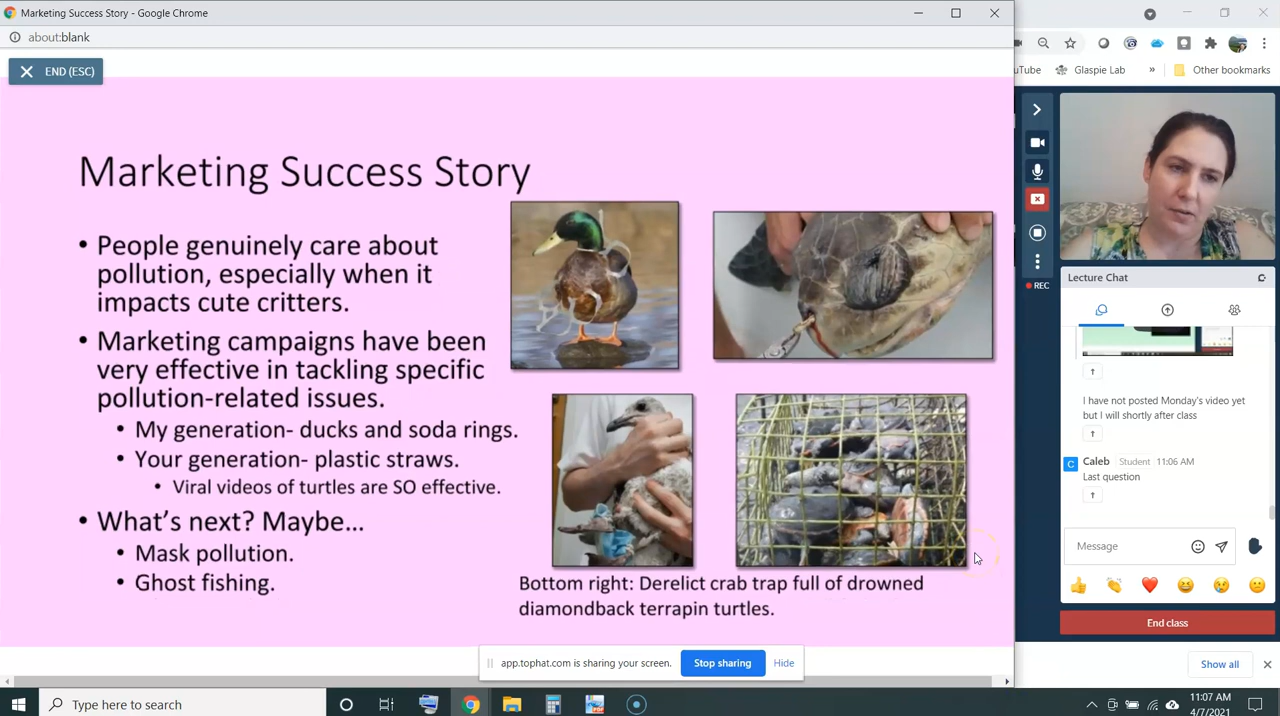 Marketing Success Story - Google Chrome
about:blank
END (ESC)
uTube
Glaspie Lab
»
Other bookmarks
Marketing Success Story
• People genuinely care about
pollution, especially when it
impacts cute critters.
• Marketing campaigns have been
very effective in tackling specific
pollution-related issues.
• My generation- ducks and soda rings.
• Your generation- plastic straws.
• Viral videos of turtles are SO effective.
• What's next? Maybe...
• Mask pollution.
• Ghost fishing.
Bottom right: Derelict crab trap full of drowned
diamondback terrapin turtles.
REC
Lecture Chat
I have not posted Monday's video yet
but I will shortly after class
C Caleb Student 11:06 AM
Last question
Message
End class
app.tophat.com is sharing your screen. Stop sharing Hide
Show all
Type here to search
11:07 AM
4/7/2021